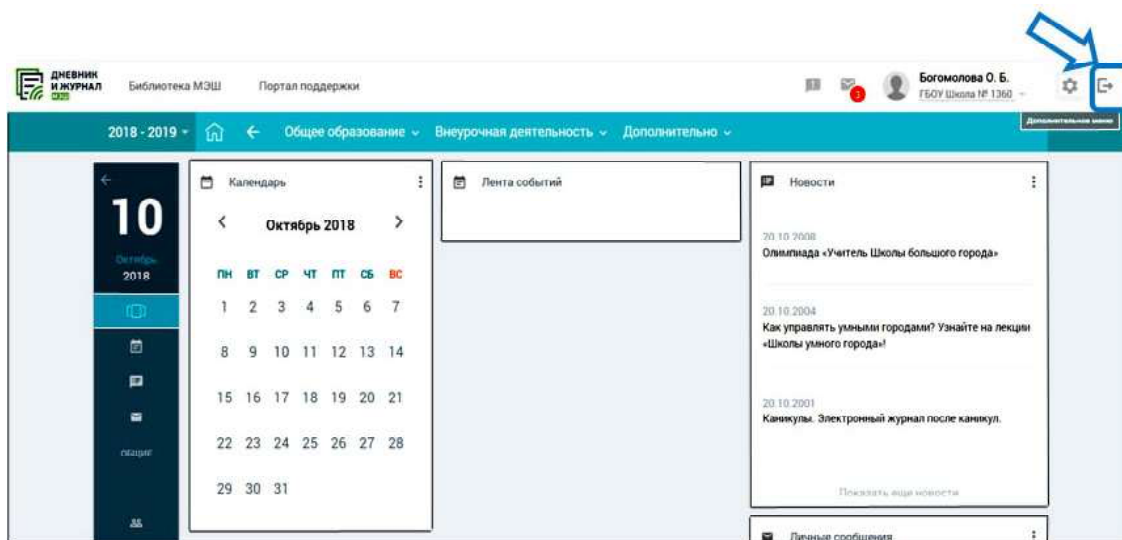 ДНЕВНИК
И ЖУРНАЛ
МЭШ
Библиотека МЭШ
Портал поддержки
3
Богомолова О. Б.
ГБОУ Школа № 1360
Дополнительное меню
2018 - 2019
Общее образование
Внеурочная деятельность
Дополнительно
10
Октябрь
2018
ОБЩИЕ
Календарь
Октябрь 2018
ПН ВТ СР ЧТ ПТ СБ ВС
1 2 3 4 5 6 7
8 9 10 11 12 13 14
15 16 17 18 19 20 21
22 23 24 25 26 27 28
29 30 31
Лента событий
Новости
20.10.2008
Олимпиада «Учитель Школы большого города»
20.10.2004
Как управлять умными городами? Узнайте на лекции
«Школы умного города»!
20.10.2001
Каникулы. Электронный журнал после каникул.
Показать еще новости
Личные сообщения